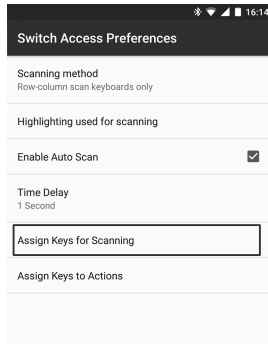 16:14
Switch Access Preferences
Scanning method
Row-column scan keyboards only
Highlighting used for scanning
Enable Auto Scan
Time Delay
1 Second
Assign Keys for Scanning
Assign Keys to Actions